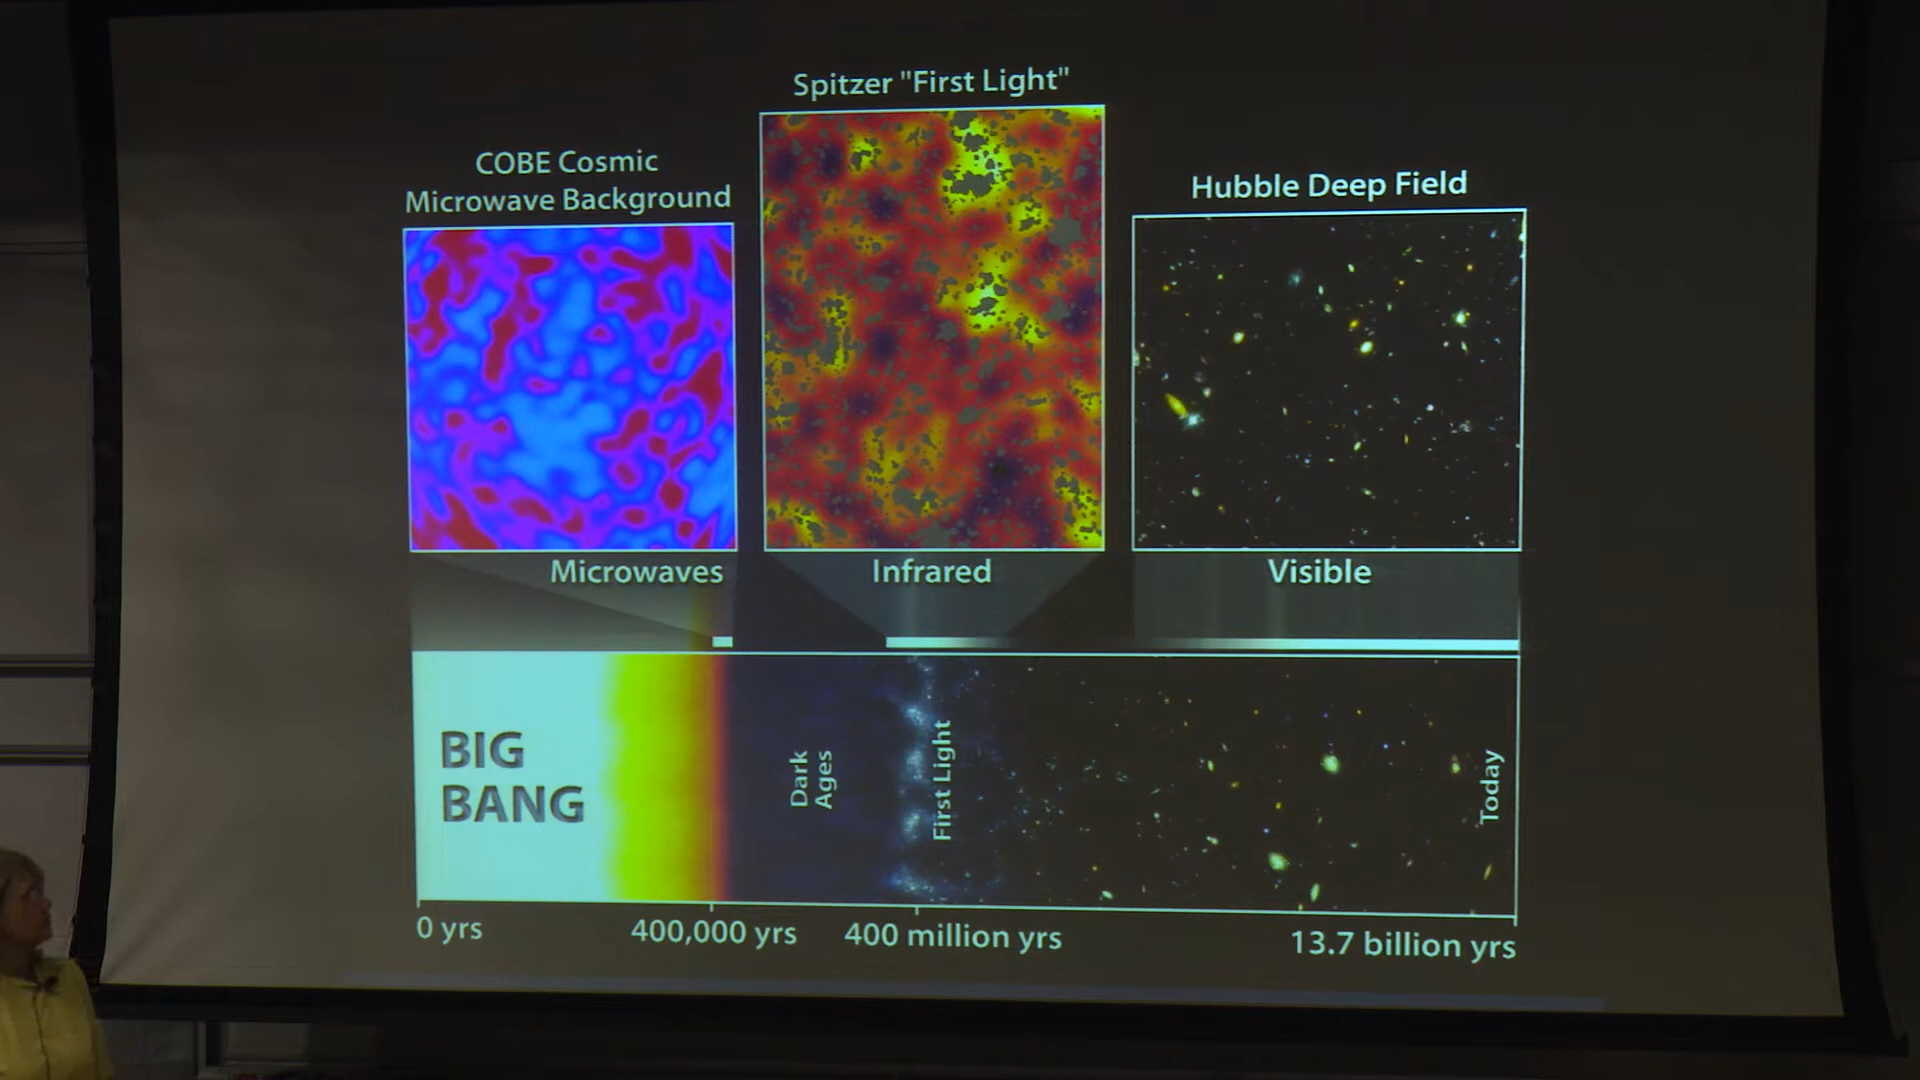 Spitzer "First Light"
COBE Cosmic
Microwave Background
Hubble Deep Field
Microwaves
Infrared
Visible
BIG
BANG
Dark
Ages
First Light
Today
0 yrs
400,000 yrs
400 million yrs
13.7 billion yrs